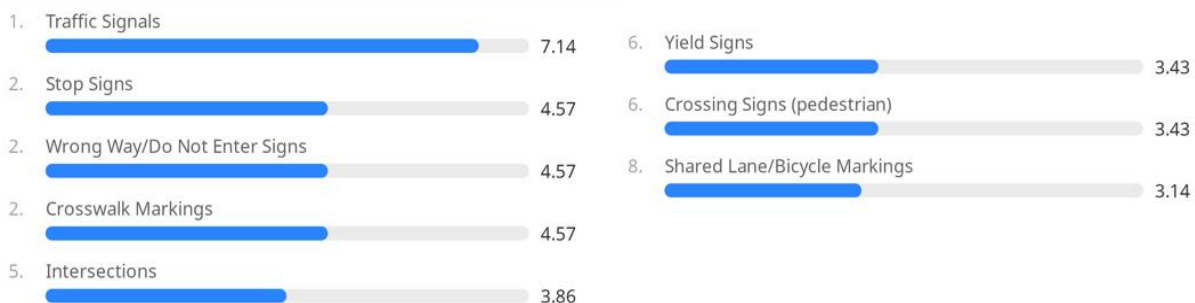 1. Traffic Signals
7.14
2. Stop Signs
4.57
2. Wrong Way/Do Not Enter Signs
4.57
2. Crosswalk Markings
4.57
5. Intersections
3.86
6. Yield Signs
3.43
6. Crossing Signs (pedestrian)
3.43
8. Shared Lane/Bicycle Markings
3.14